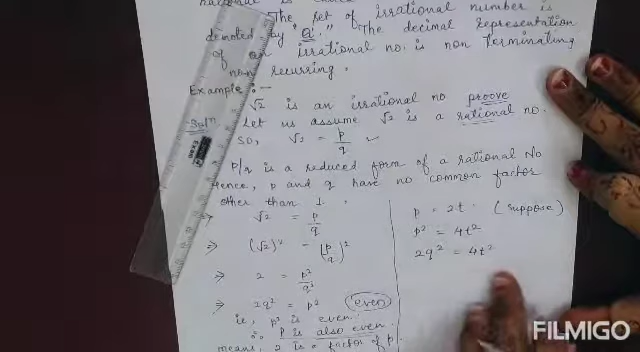 The set of irrational number is
denoted by "Q'." The decimal representation
of an irrational no. is non terminating
non recurring.
Example :-
√2 is an irrational no proove
Soln Let us assume √2 is a rational no.
so, √2 = p/q ✓
P/q is a reduced form of a rational No
Hence, p and q have no common factor
other than 1.
⇒ √2 = p/q
⇒ (√2)² = (p/q)²
⇒ 2 = p²/q²
⇒ 2q² = p² (even)
ie, p² is even.
∴ P is also even.
means, 2 is a factor of p.
p = 2t. (suppose)
p² = 4t²
2q² = 4t²
FILMIGO